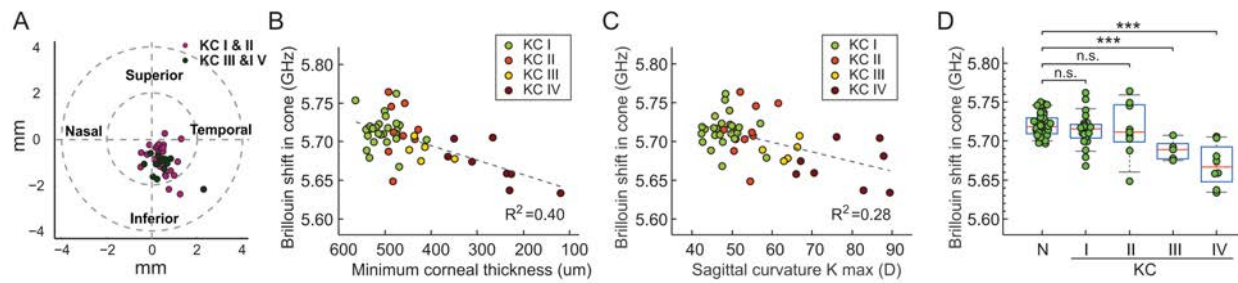 A
KC I & II
KC III &I V
4
2
0
−2
−4
mm
Superior
Nasal
Temporal
Inferior
−4 −2 0 2 4
mm
B
Brillouin shift in cone (GHz)
5.80
5.75
5.70
5.65
5.60
KC I
KC II
KC III
KC IV
R²=0.40
600 500 400 300 200 100
Minimum corneal thickness (um)
C
Brillouin shift in cone (GHz)
5.80
5.75
5.70
5.65
5.60
KC I
KC II
KC III
KC IV
R²=0.28
40 50 60 70 80 90
Sagittal curvature K max (D)
D
Brillouin shift in cone (GHz)
5.80
5.75
5.70
5.65
5.60
***
***
n.s.
n.s.
N I II III IV
KC